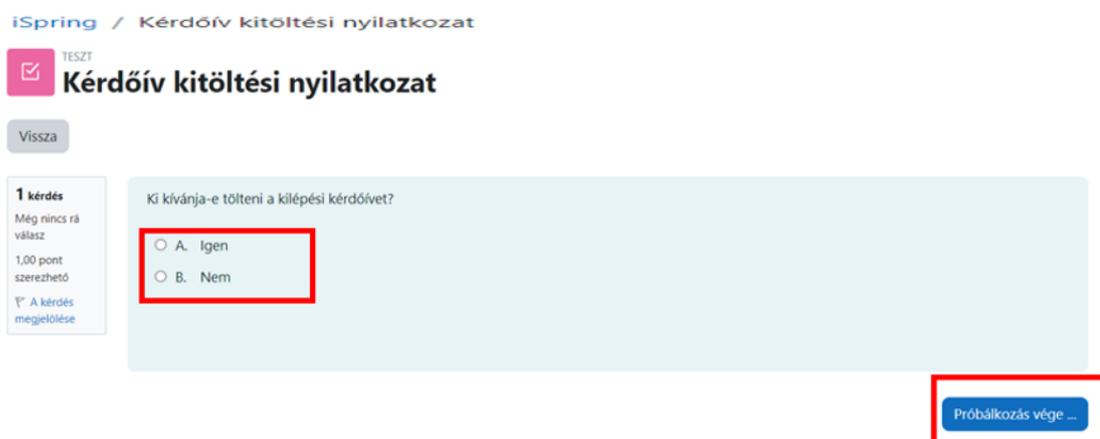 iSpring / Kérdőív kitöltési nyilatkozat
TESZT
Kérdőív kitöltési nyilatkozat
Vissza
1 kérdés
Még nincs rá
válasz
1,00 pont
szerezhető
A kérdés
megjelölése
Ki kívánja-e tölteni a kilépési kérdőívet?
A. Igen
B. Nem
Próbálkozás vége ...